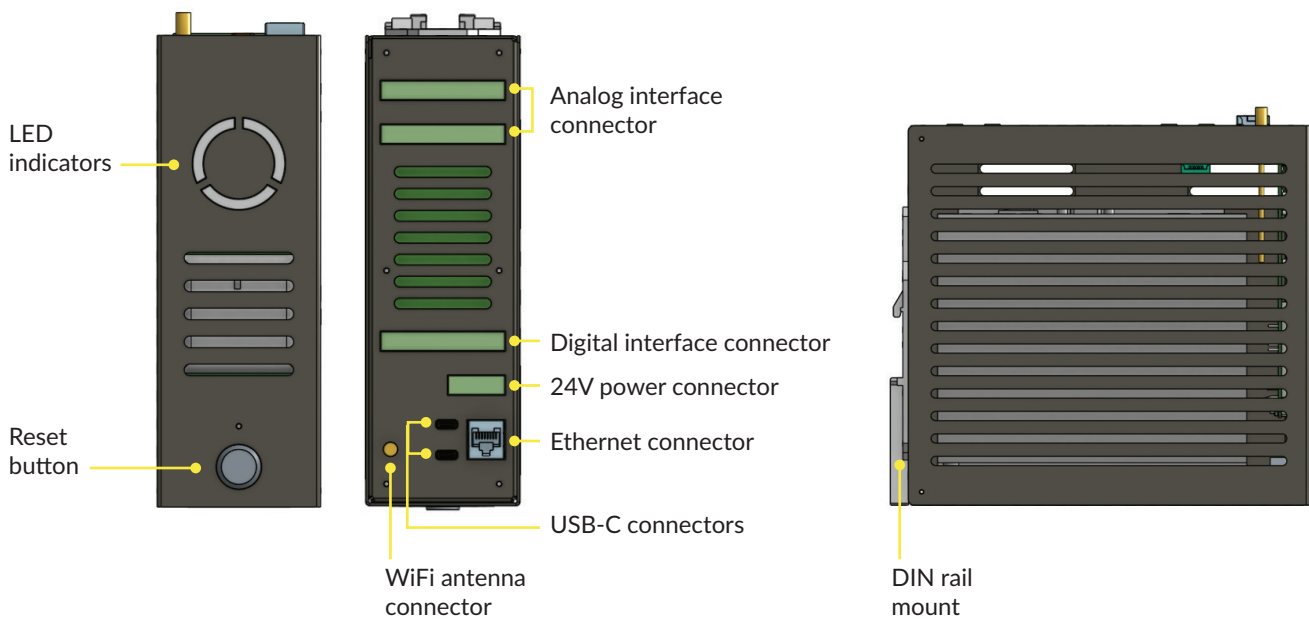 LED
indicators
Reset
button
Analog interface
connector
Digital interface connector
24V power connector
Ethernet connector
USB-C connectors
WiFi antenna
connector
DIN rail
mount